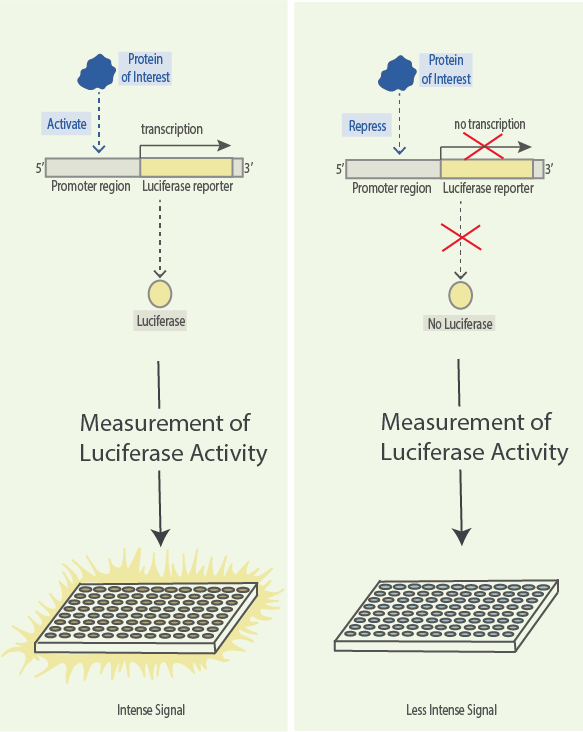 Protein
of Interest
Activate
transcription
5'
3'
Promoter region
Luciferase reporter
Luciferase
Measurement of
Luciferase Activity
Intense Signal
Protein
of Interest
Repress
no transcription
5'
3'
Promoter region
Luciferase reporter
No Luciferase
Measurement of
Luciferase Activity
Less Intense Signal